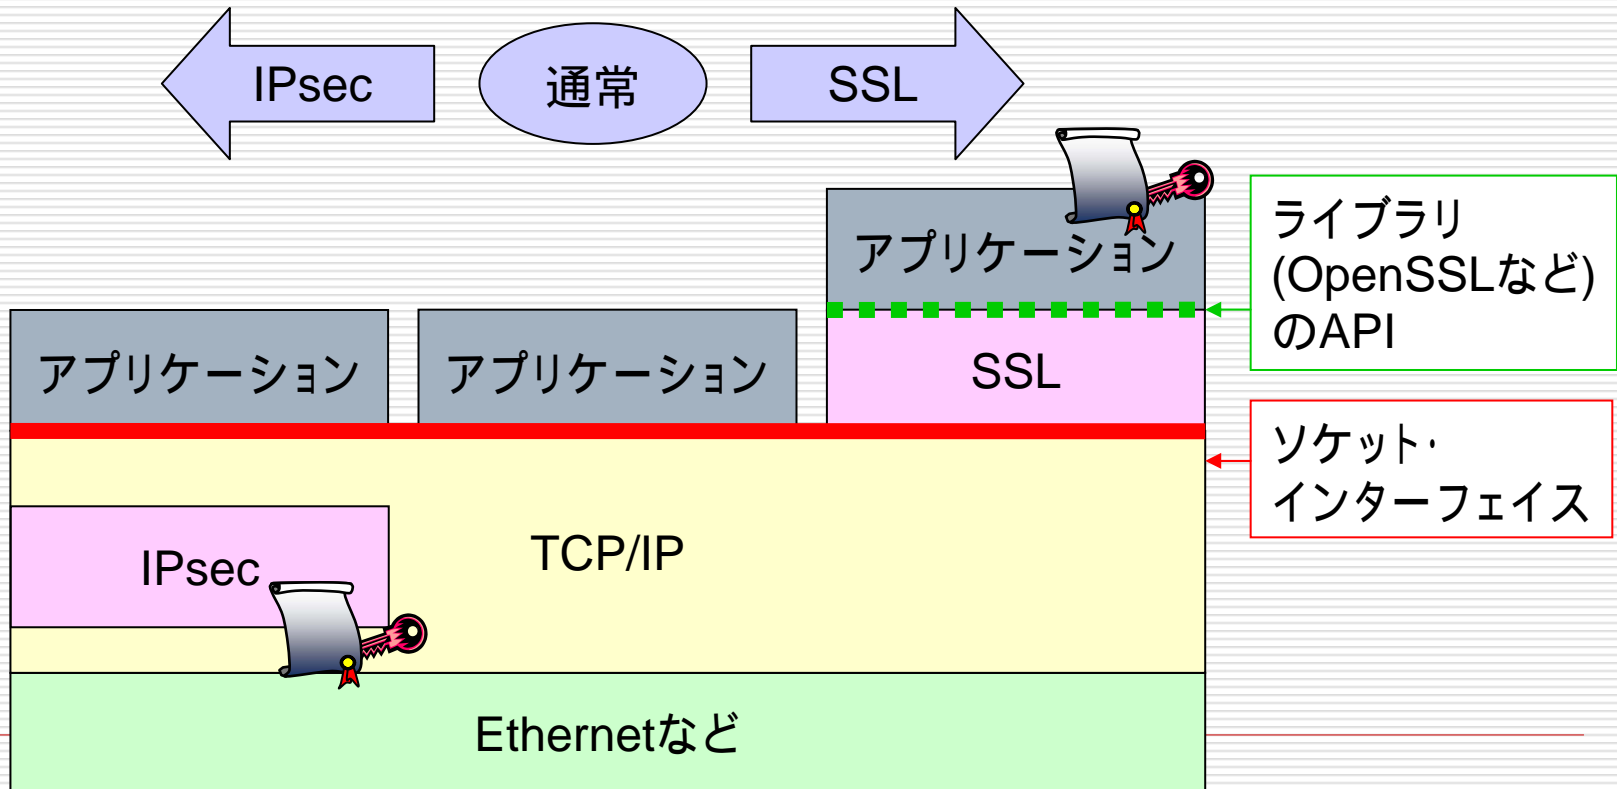 IPsec
通常
SSL
アプリケーション
ライブラリ
(OpenSSLなど)
のAPI
アプリケーション
アプリケーション
SSL
ソケット・
インターフェイス
IPsec
TCP/IP
Ethernetなど